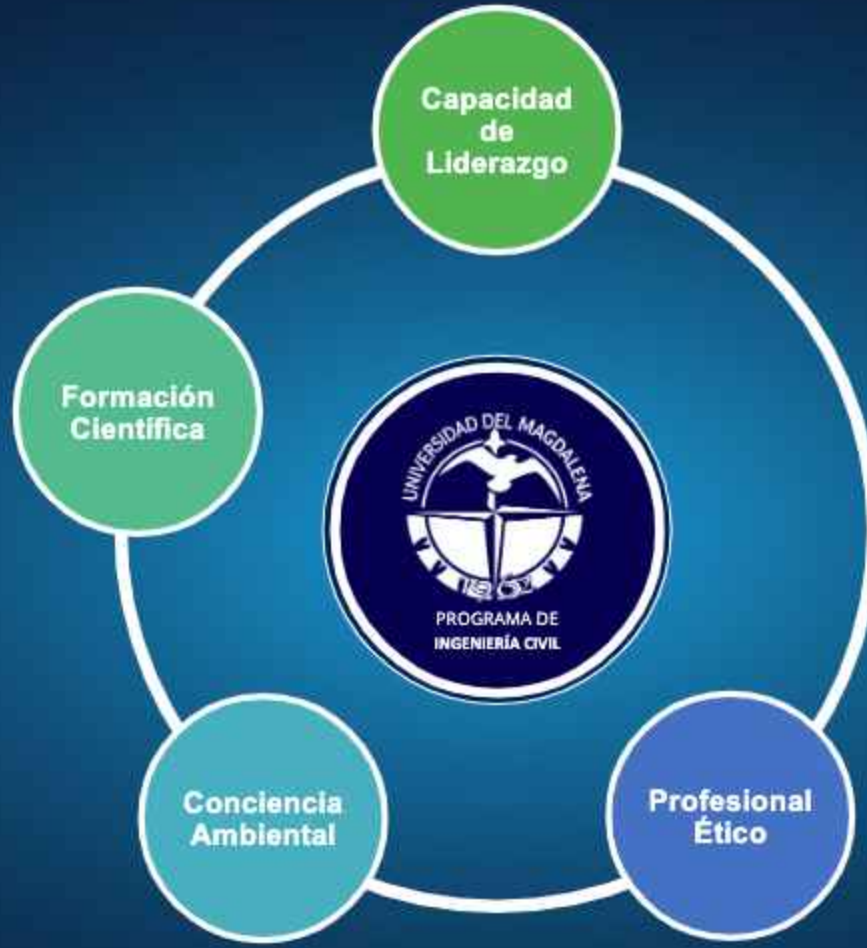 Capacidad
de
Liderazgo
Formación
Científica
UNIVERSIDAD DEL MAGDALENA
PROGRAMA DE
INGENIERÍA CIVIL
Conciencia
Ambiental
Profesional
Ético